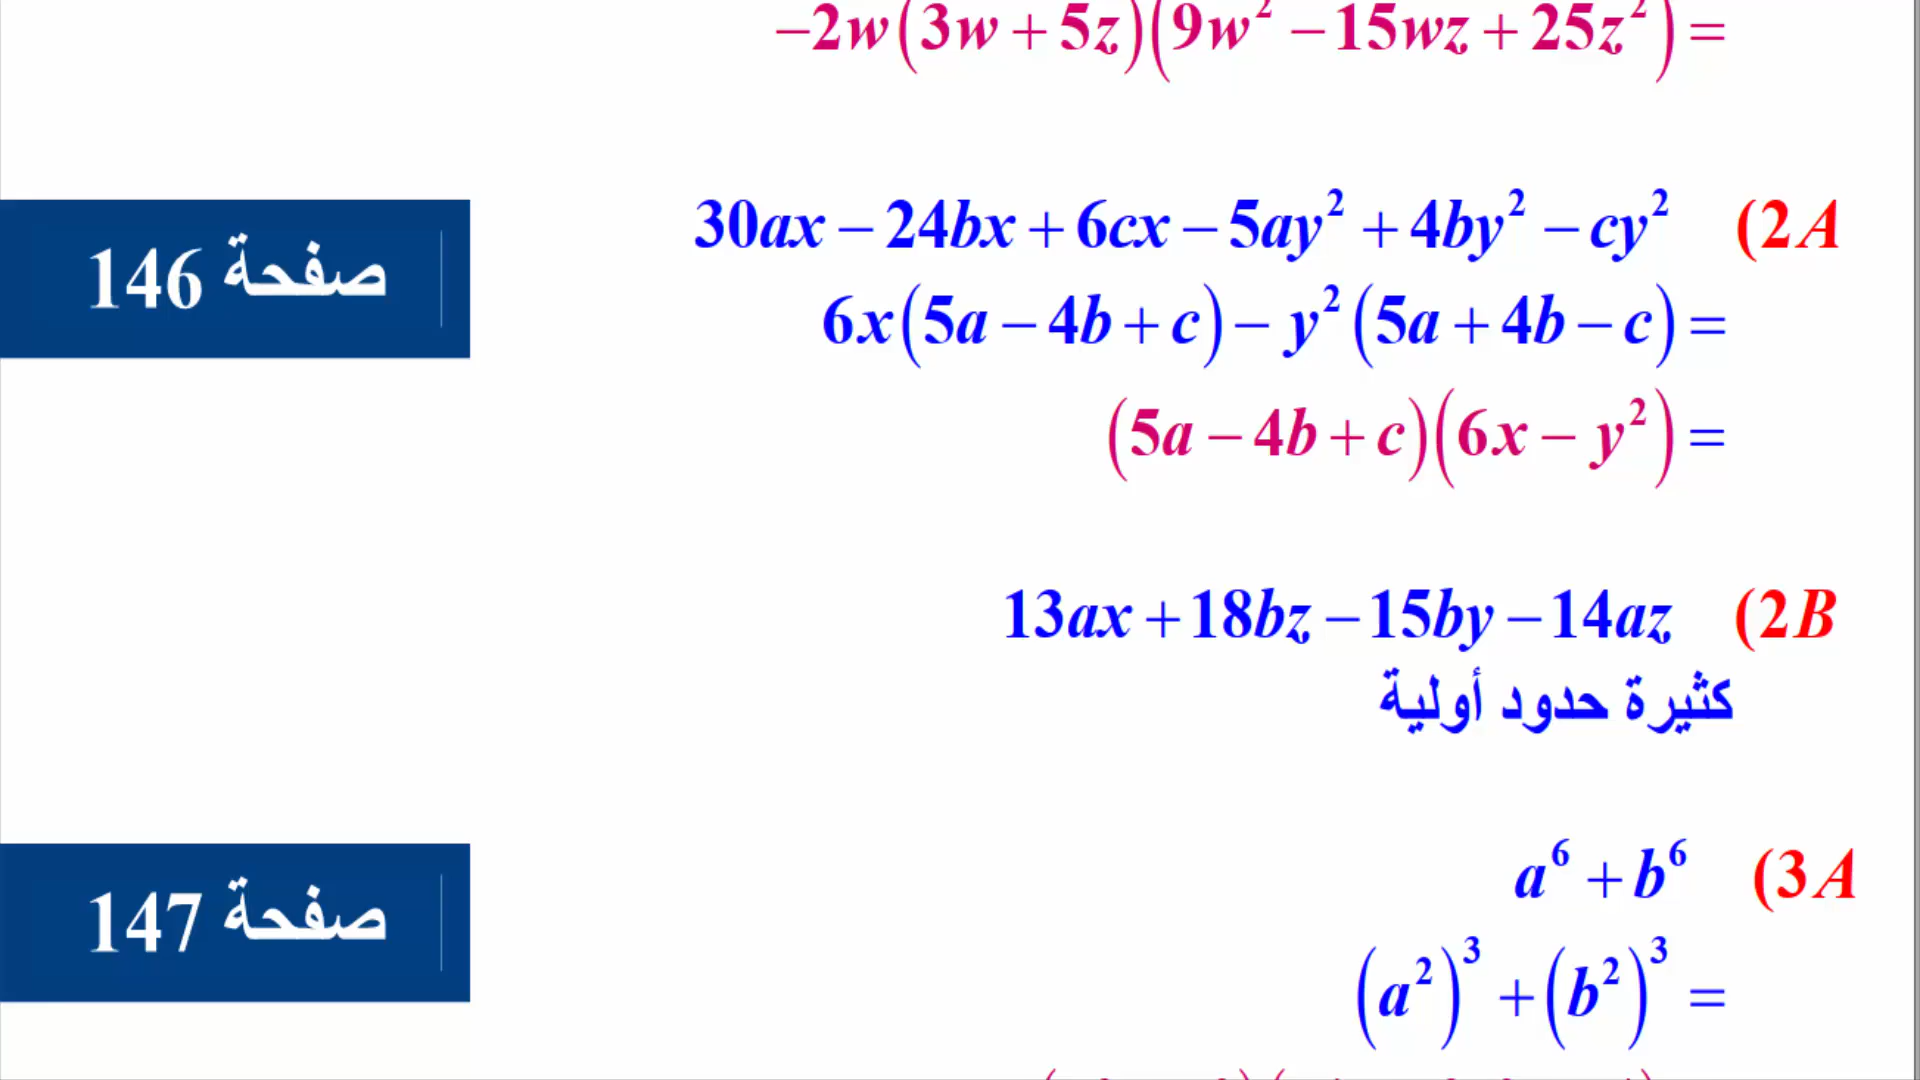 −2w(3w + 5z)(9w² − 15wz + 25z²) =
(2A 30ax − 24bx + 6cx − 5ay² + 4by² − cy²
صفحة 146
6x(5a − 4b + c) − y²(5a + 4b − c) =
(5a − 4b + c)(6x − y²) =
(2B 13ax + 18bz − 15by − 14az
كثيرة حدود أولية
(3A a⁶ + b⁶
صفحة 147
(a²)³ + (b²)³ =